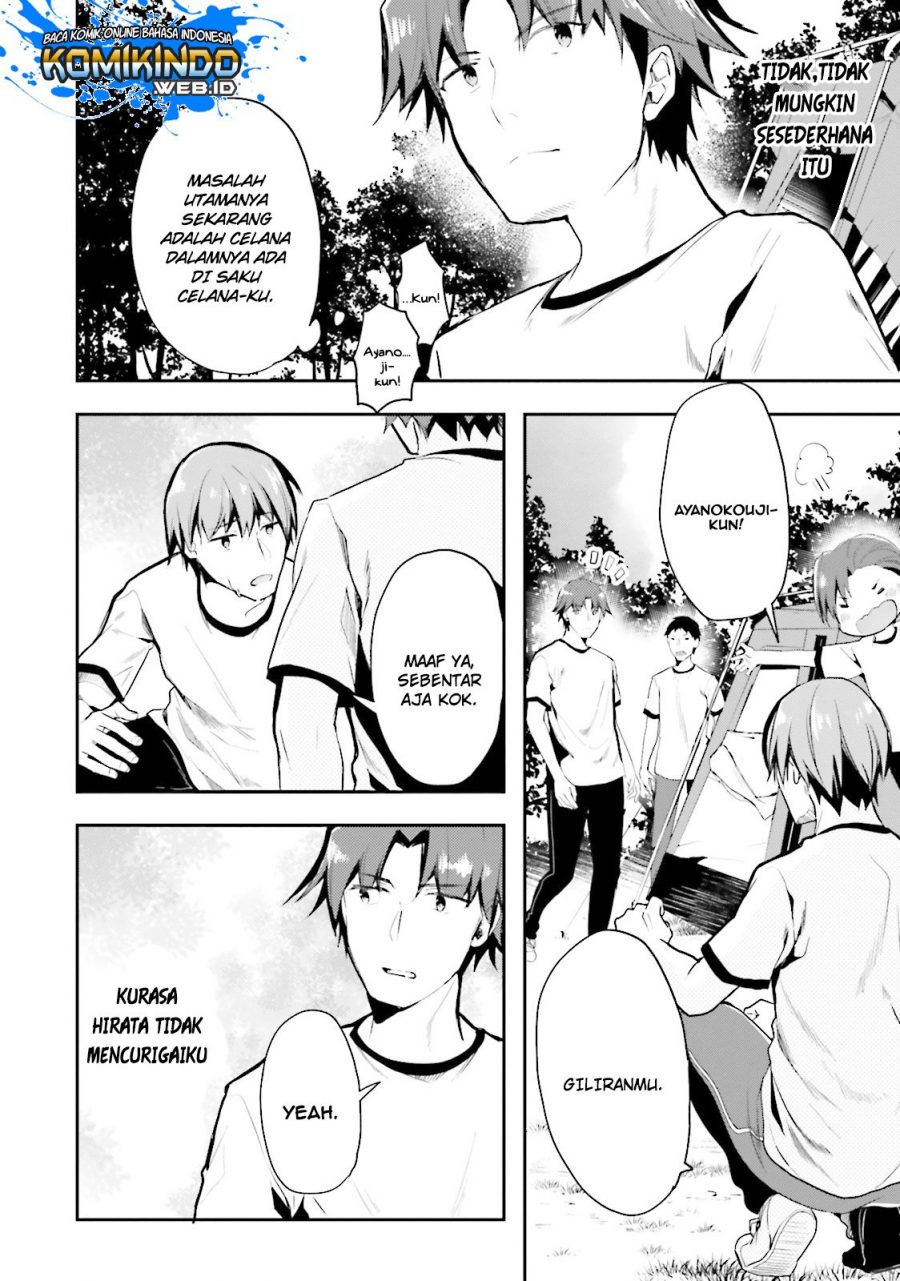 BACA KOMIK ONLINE BAHASA INDONESIA
KOMIKINDO
WEB.ID
TIDAK, TIDAK
MUNGKIN
SESEDERHANA
ITU
MASALAH
UTAMANYA
SEKARANG
ADALAH CELANA
DALAMNYA ADA
DI SAKU
CELANA-KU.
...Kun!
Ayano....
ji-
kun!
AYANOKOUJI-
KUN!
GILIRANMU.
MAAF YA,
SEBENTAR
AJA KOK.
KURASA
HIRATA TIDAK
MENCURIGAIKU
YEAH.